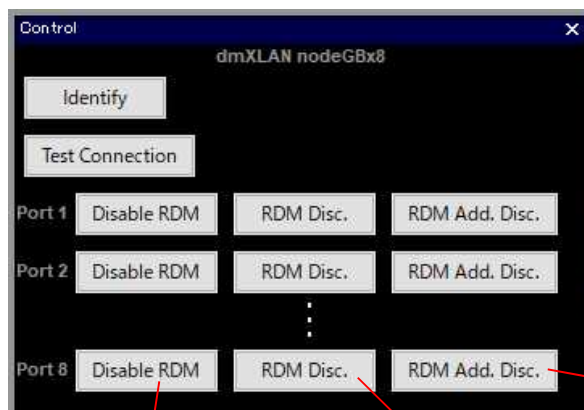 Control
dmXLAN nodeGBx8
Identify
Test Connection
Port 1 Disable RDM RDM Disc. RDM Add. Disc.
Port 2 Disable RDM RDM Disc. RDM Add. Disc.
Port 8 Disable RDM RDM Disc. RDM Add. Disc.